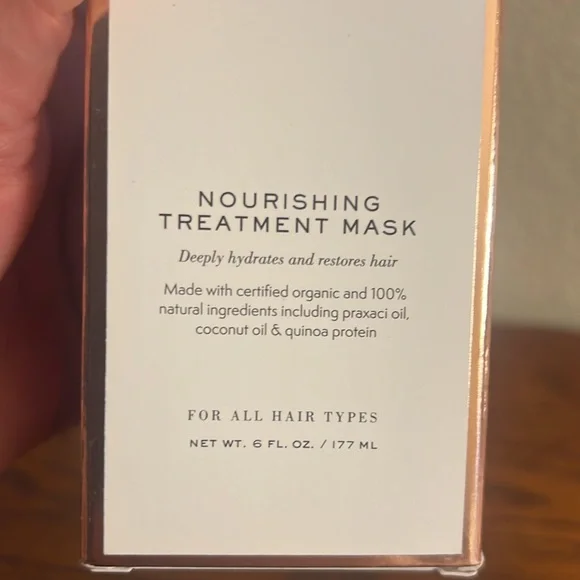 NOURISHING
TREATMENT MASK
Deeply hydrates and restores hair
Made with certified organic and 100%
natural ingredients including praxaci oil,
coconut oil & quinoa protein
FOR ALL HAIR TYPES
NET WT. 6 FL. OZ. / 177 ML